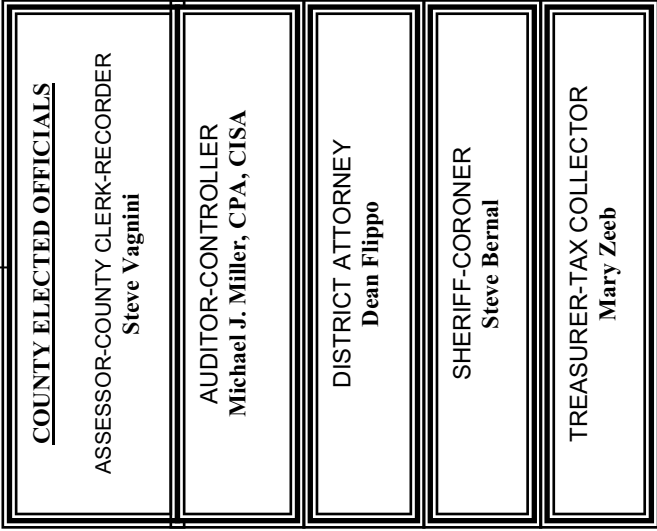 COUNTY ELECTED OFFICIALS
ASSESSOR-COUNTY CLERK-RECORDER
Steve Vagnini
AUDITOR-CONTROLLER
Michael J. Miller, CPA, CISA
DISTRICT ATTORNEY
Dean Flippo
SHERIFF-CORONER
Steve Bernal
TREASURER-TAX COLLECTOR
Mary Zeeb